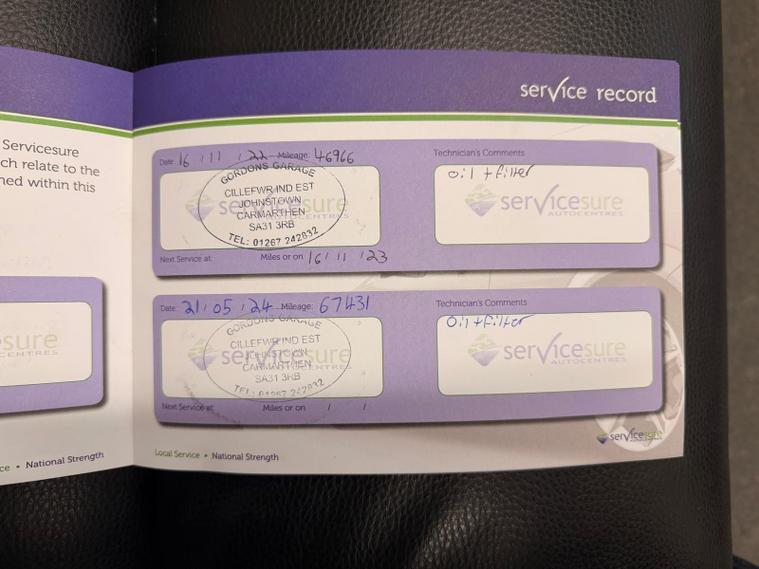 Servicesure
ch relate to the
ned within this
sure
CENTRES
ce • National Strength
service record
Date: 16 / 11 / 22 Mileage: 46966
GORDONS GARAGE
CILLEFWR IND EST
JOHNSTOWN
CARMARTHEN
SA31 3RB
TEL: 01267 242832
servicesure
AUTOCENTRES
Next Service at: Miles or on 16 / 11 / 23
Technician's Comments
oil + filter
servicesure
AUTOCENTRES
Date: 21 / 05 / 24 Mileage: 67431
GORDONS GARAGE
CILLEFWR IND EST
JOHNSTOWN
CARMARTHEN
SA31 3RB
TEL: 01267 242832
servicesure
AUTOCENTRES
Next Service at: Miles or on / /
Technician's Comments
Oil + filter
servicesure
AUTOCENTRES
Local Service • National Strength
servicesure